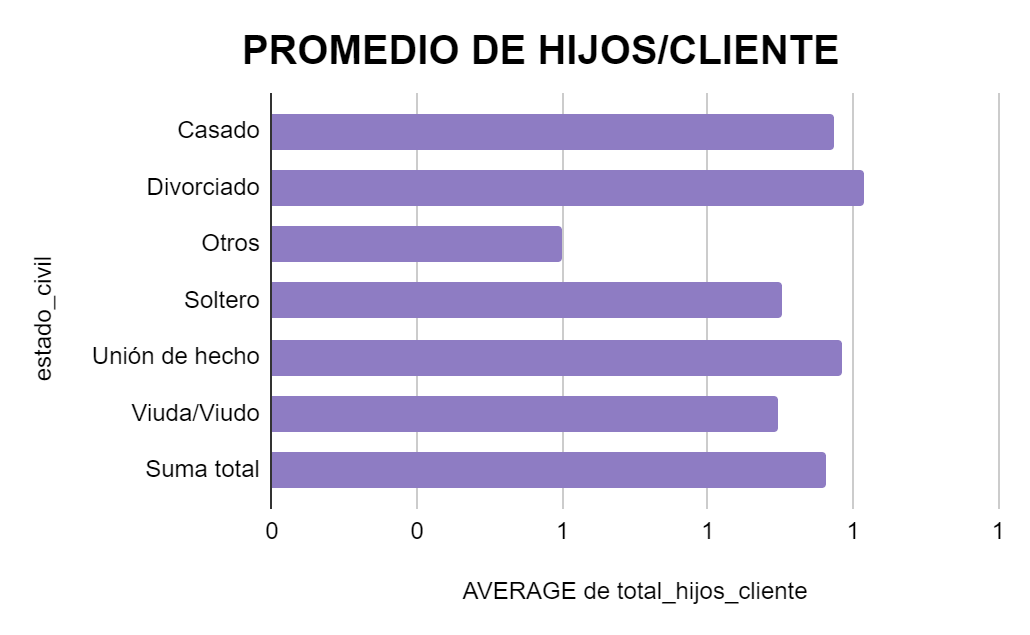 PROMEDIO DE HIJOS/CLIENTE
estado_civil
Casado
Divorciado
Otros
Soltero
Unión de hecho
Viuda/Viudo
Suma total
0 0 1 1 1 1
AVERAGE de total_hijos_cliente